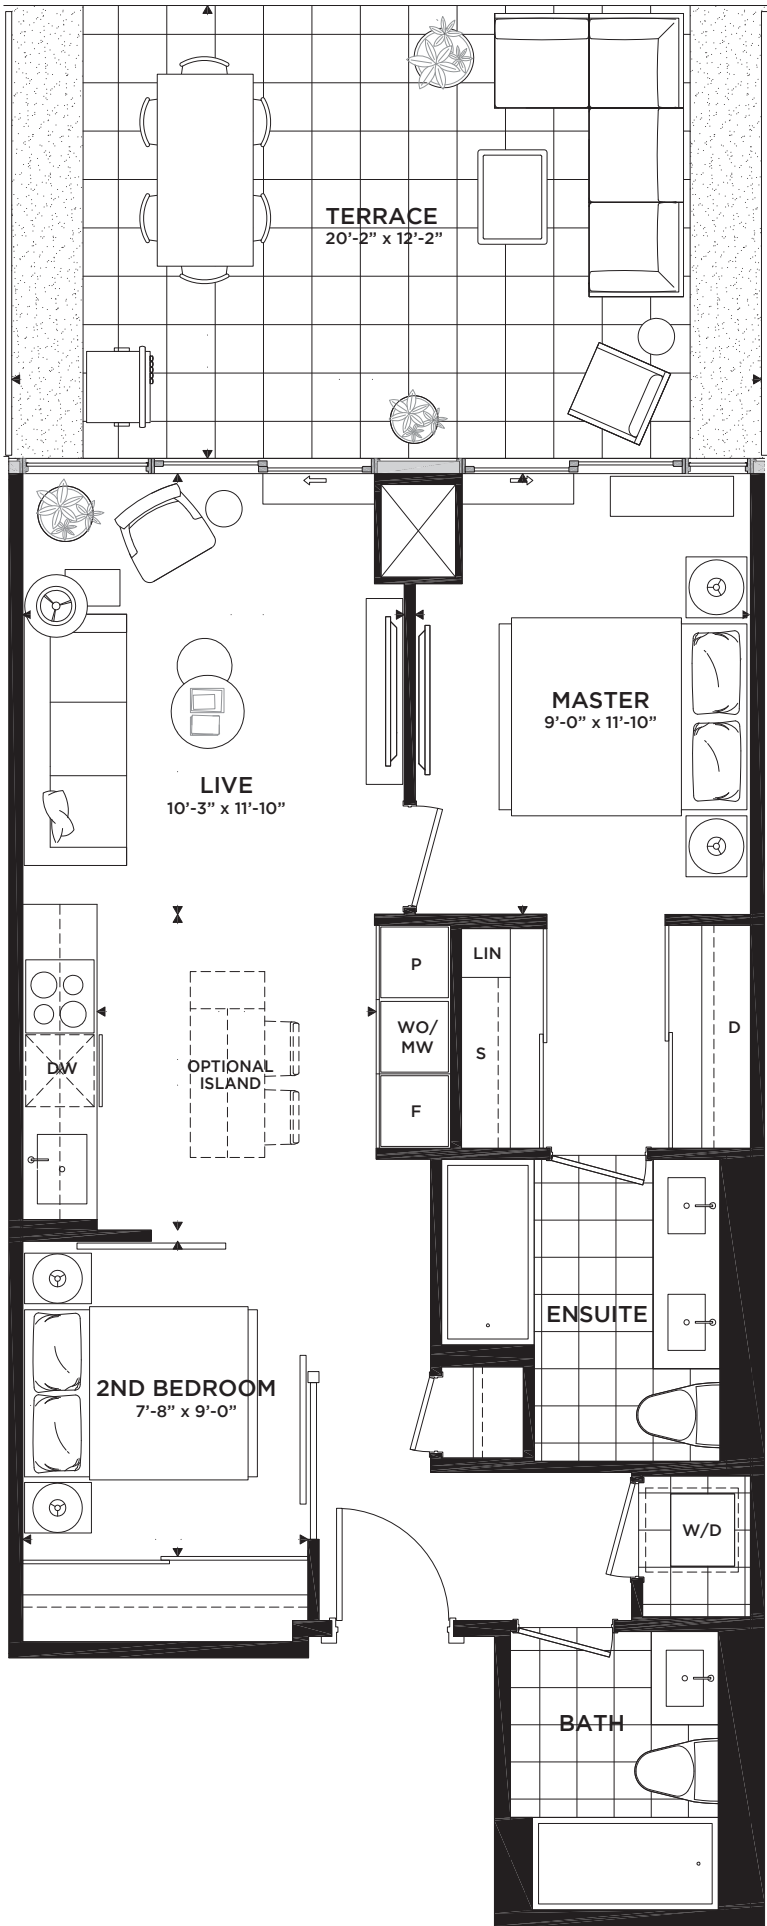 TERRACE
20’-2” x 12’-2”
MASTER
9’-0” x 11’-10”
LIVE
10’-3” x 11’-10”
P
LIN
WO/
MW
S
D
DW
OPTIONAL
ISLAND
F
ENSUITE
2ND BEDROOM
7’-8” x 9’-0”
W/D
BATH